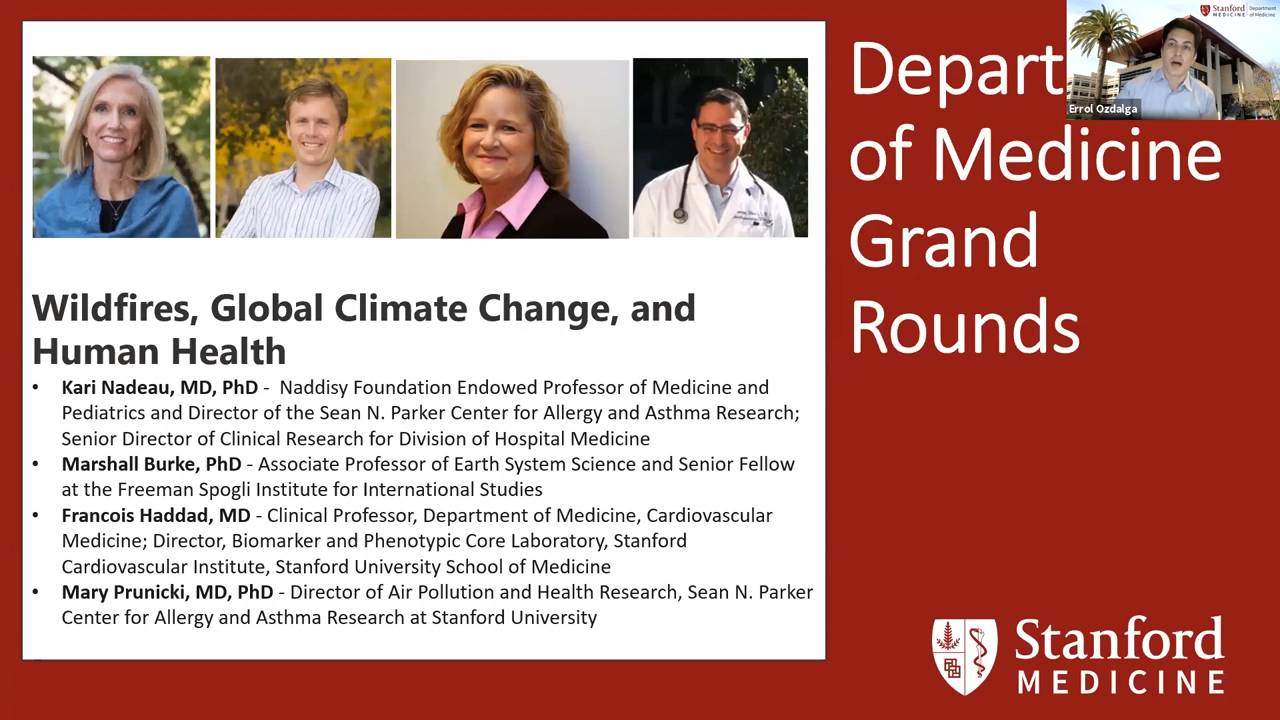 Wildfires, Global Climate Change, and
Human Health
• Kari Nadeau, MD, PhD - Naddisy Foundation Endowed Professor of Medicine and
Pediatrics and Director of the Sean N. Parker Center for Allergy and Asthma Research;
Senior Director of Clinical Research for Division of Hospital Medicine
• Marshall Burke, PhD - Associate Professor of Earth System Science and Senior Fellow
at the Freeman Spogli Institute for International Studies
• Francois Haddad, MD - Clinical Professor, Department of Medicine, Cardiovascular
Medicine; Director, Biomarker and Phenotypic Core Laboratory, Stanford
Cardiovascular Institute, Stanford University School of Medicine
• Mary Prunicki, MD, PhD - Director of Air Pollution and Health Research, Sean N. Parker
Center for Allergy and Asthma Research at Stanford University
Depart
of Medicine
Grand
Rounds
Stanford
MEDICINE
Department
of Medicine
Errol Ozdalga
Stanford
MEDICINE